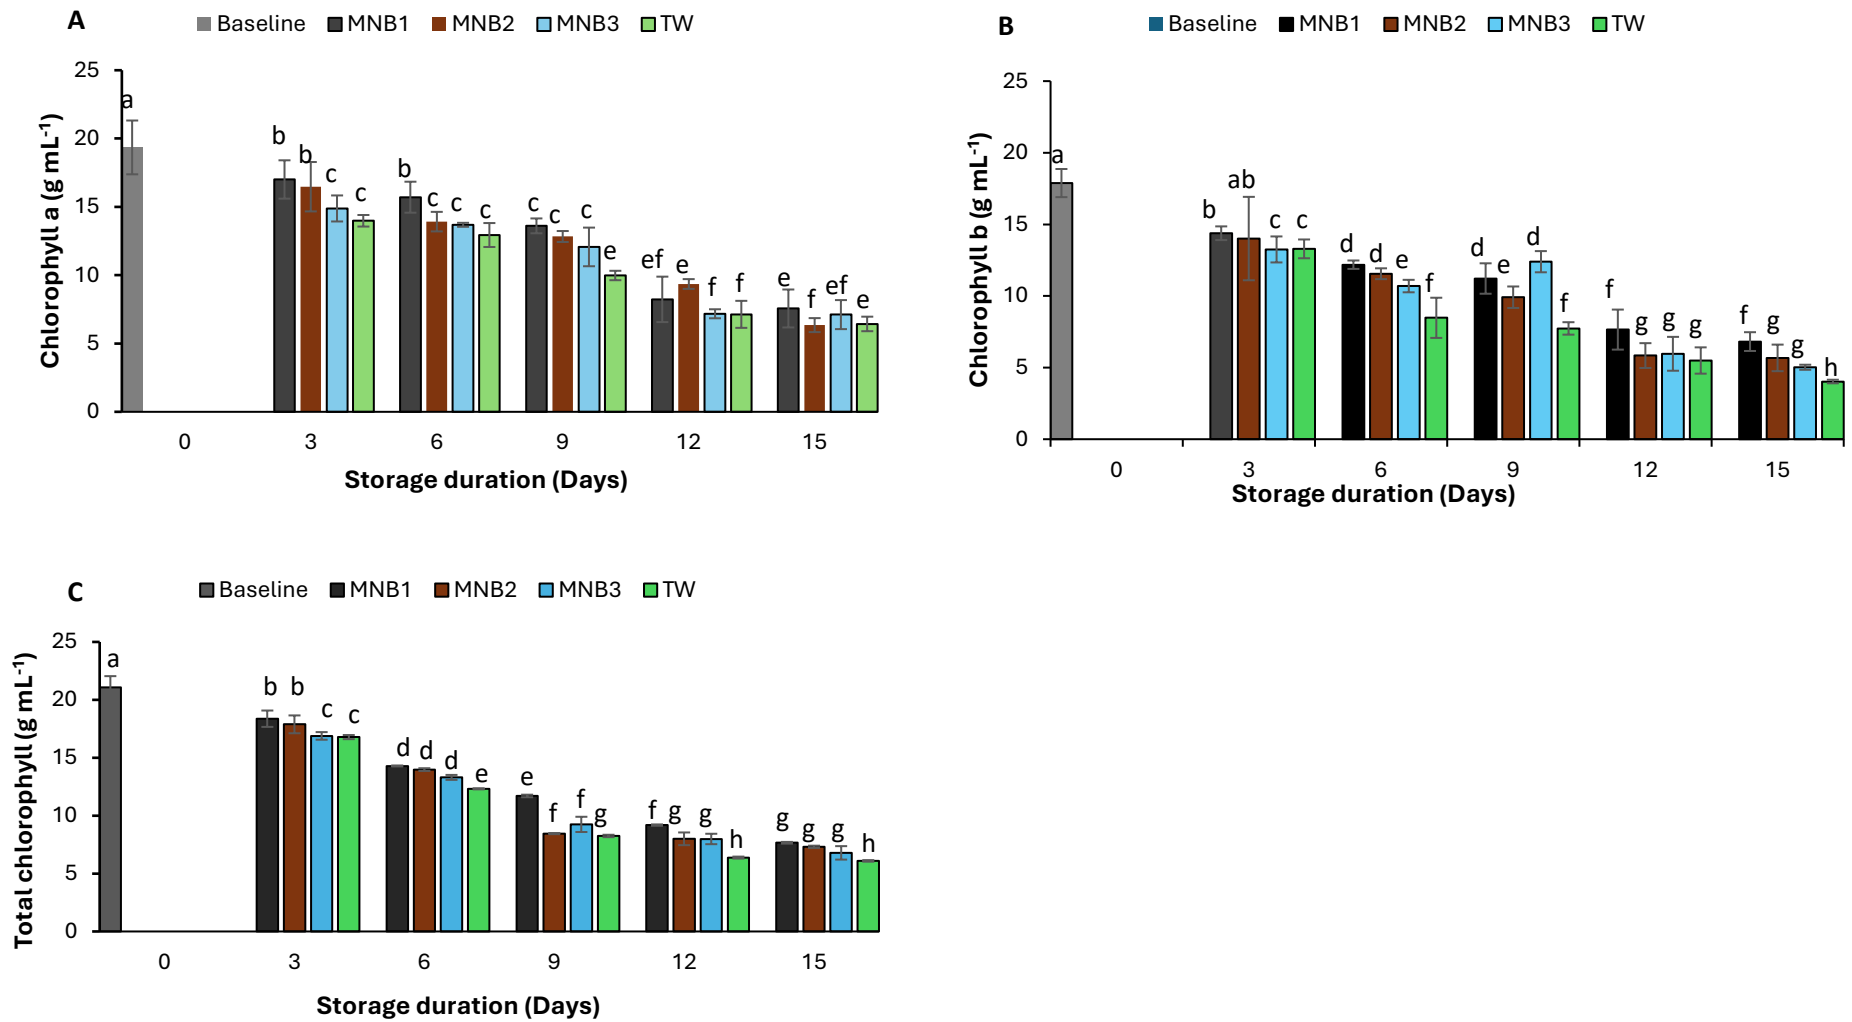 A
Baseline MNB1 MNB2 MNB3 TW
Chlorophyll a (g mL-1)
25
20
15
10
5
0
a
b b c c
b c c c
c c c e
ef e f f
e f ef e
0 3 6 9 12 15
Storage duration (Days)
B
Baseline MNB1 MNB2 MNB3 TW
Chlorophyll b (g mL-1)
25
20
15
10
5
0
a
b ab c c
d d e f
d e d f
f g g g
f g g h
0 3 6 9 12 15
Storage duration (Days)
C
Baseline MNB1 MNB2 MNB3 TW
Total chlorophyll (g mL-1)
25
20
15
10
5
0
a
b b c c
d d d e
e f f g
f g g h
g g g h
0 3 6 9 12 15
Storage duration (Days)